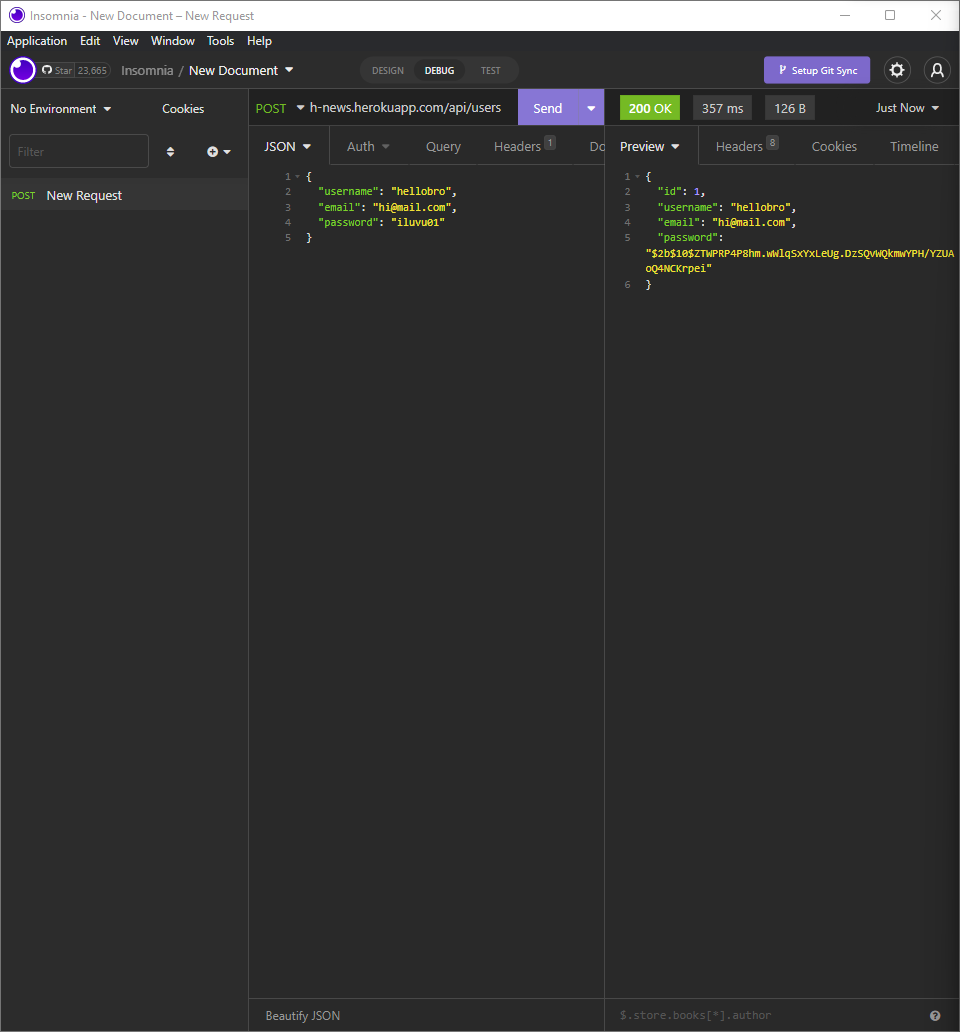 Insomnia - New Document – New Request
Application Edit View Window Tools Help
Star 23,665 Insomnia / New Document DESIGN DEBUG TEST Setup Git Sync
No Environment Cookies
Filter
POST New Request
POST h-news.herokuapp.com/api/users Send
JSON Auth Query Headers 1 Do
1 {
2 "username": "hellobro",
3 "email": "hi@mail.com",
4 "password": "iluvu01"
5 }
Beautify JSON
200 OK 357 ms 126 B Just Now
Preview Headers 8 Cookies Timeline
1 {
2 "id": 1,
3 "username": "hellobro",
4 "email": "hi@mail.com",
5 "password":
"$2b$10$ZTWPRP4P8hm.wWlqSxYxLeUg.DzSQvWQkmwYPH/YZUA
oQ4NCKrpei"
6 }
$.store.books[*].author